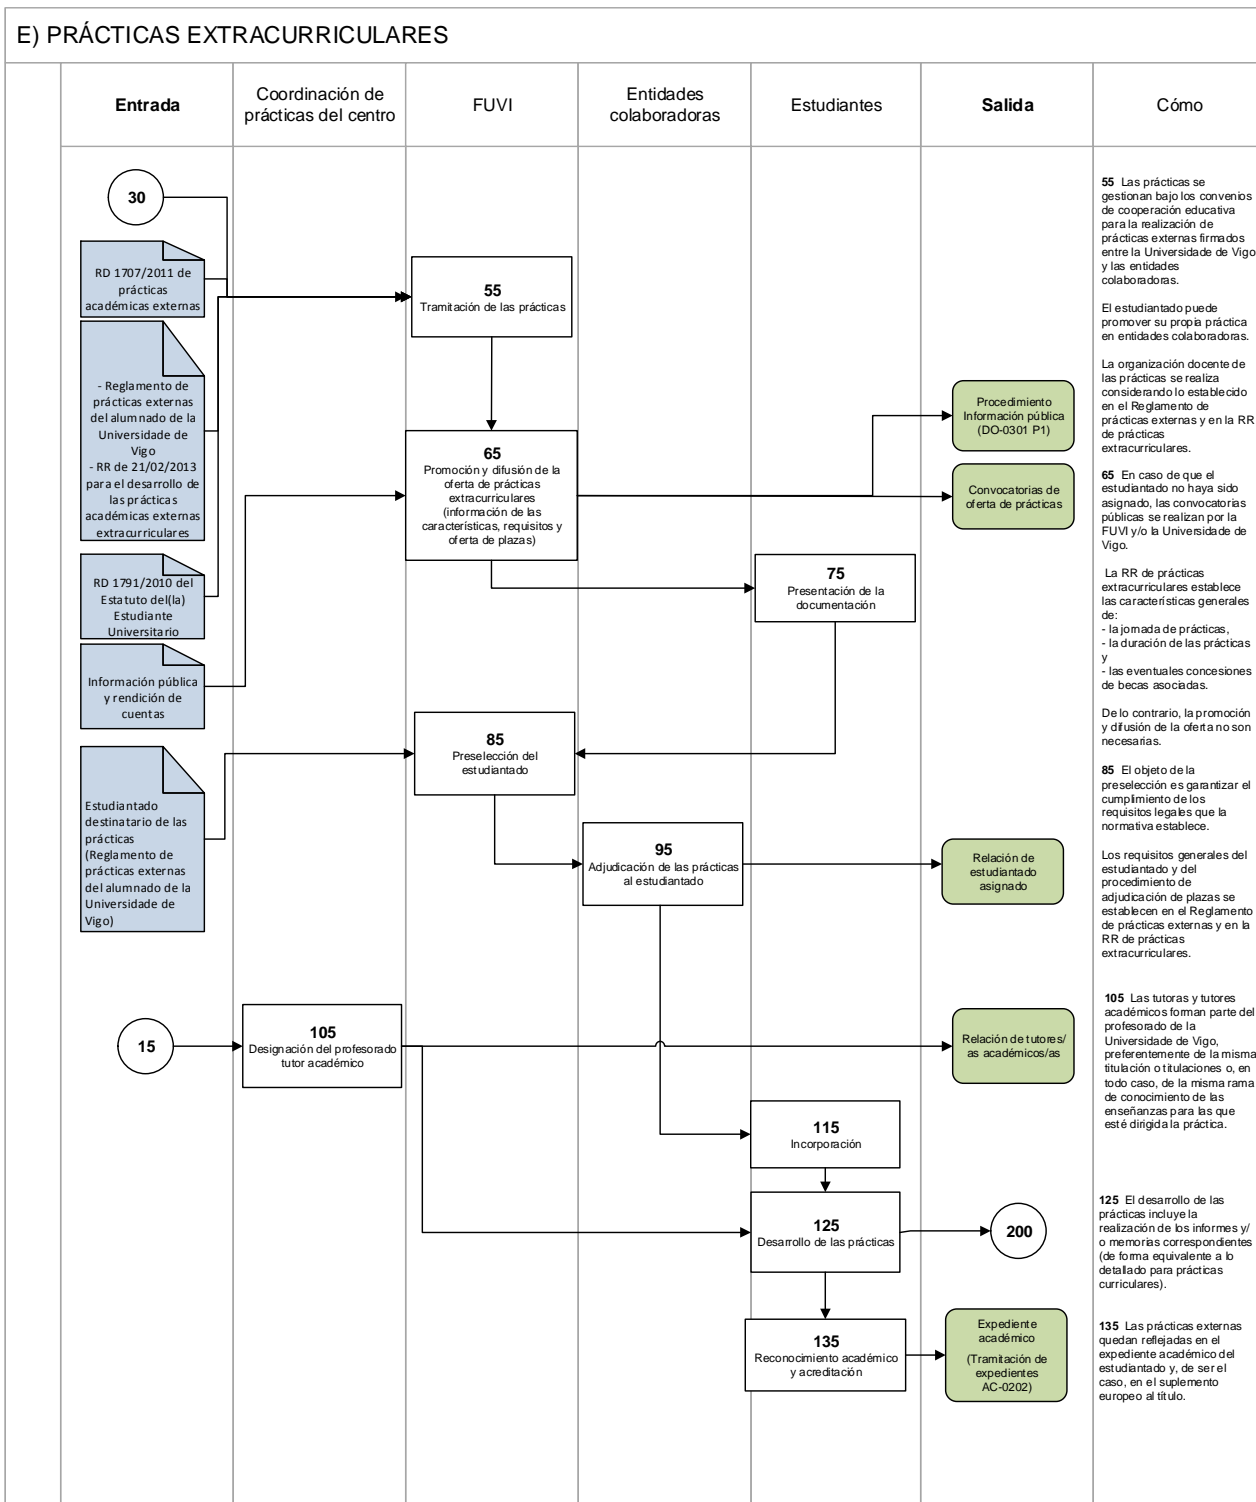 E) PRÁCTICAS EXTRACURRICULARES
Entrada
Coordinación de
prácticas del centro
FUVI
Entidades
colaboradoras
Estudiantes
Salida
Cómo
30
RD 1707/2011 de
prácticas
académicas externas
- Reglamento de
prácticas externas
del alumnado de la
Universidade de
Vigo
- RR de 21/02/2013
para el desarrollo de
las prácticas
académicas externas
extracurriculares
RD 1791/2010 del
Estatuto del(la)
Estudiante
Universitario
Información pública
y rendición de
cuentas
Estudiantado
destinatario de las
prácticas
(Reglamento de
prácticas externas
del alumnado de la
Universidade de
Vigo)
15
105
Designación del profesorado
tutor académico
55
Tramitación de las prácticas
65
Promoción y difusión de la
oferta de prácticas
extracurriculares
(información de las
características, requisitos y
oferta de plazas)
85
Preselección del
estudiantado
95
Adjudicación de las prácticas
al estudiantado
75
Presentación de la
documentación
115
Incorporación
125
Desarrollo de las prácticas
135
Reconocimiento académico
y acreditación
Procedimiento
Información pública
(DO-0301 P1)
Convocatorias de
oferta de prácticas
Relación de
estudiantado
asignado
Relación de tutores/
as académicos/as
200
Expediente
académico
(Tramitación de
expedientes
AC-0202)
55 Las prácticas se
gestionan bajo los convenios
de cooperación educativa
para la realización de
prácticas externas firmados
entre la Universidade de Vigo
y las entidades
colaboradoras.
El estudiantado puede
promover su propia práctica
en entidades colaboradoras.
La organización docente de
las prácticas se realiza
considerando lo establecido
en el Reglamento de
prácticas externas y en la RR
de prácticas
extracurriculares.
65 En caso de que el
estudiantado no haya sido
asignado, las convocatorias
públicas se realizan por la
FUVI y/o la Universidade de
Vigo.
La RR de prácticas
extracurriculares establece
las características generales
de:
- la jornada de prácticas,
- la duración de las prácticas
y
- las eventuales concesiones
de becas asociadas.
De lo contrario, la promoción
y difusión de la oferta no son
necesarias.
85 El objeto de la
preselección es garantizar el
cumplimiento de los
requisitos legales que la
normativa establece.
Los requisitos generales del
estudiantado y del
procedimiento de
adjudicación de plazas se
establecen en el Reglamento
de prácticas externas y en la
RR de prácticas
extracurriculares.
105 Las tutoras y tutores
académicos forman parte del
profesorado de la
Universidade de Vigo,
preferentemente de la misma
titulación o titulaciones o, en
todo caso, de la misma rama
de conocimiento de las
enseñanzas para las que
esté dirigida la práctica.
125 El desarrollo de las
prácticas incluye la
realización de los informes y/
o memorias correspondientes
(de forma equivalente a lo
detallado para prácticas
curriculares).
135 Las prácticas externas
quedan reflejadas en el
expediente académico del
estudiantado y, de ser el
caso, en el suplemento
europeo al título.